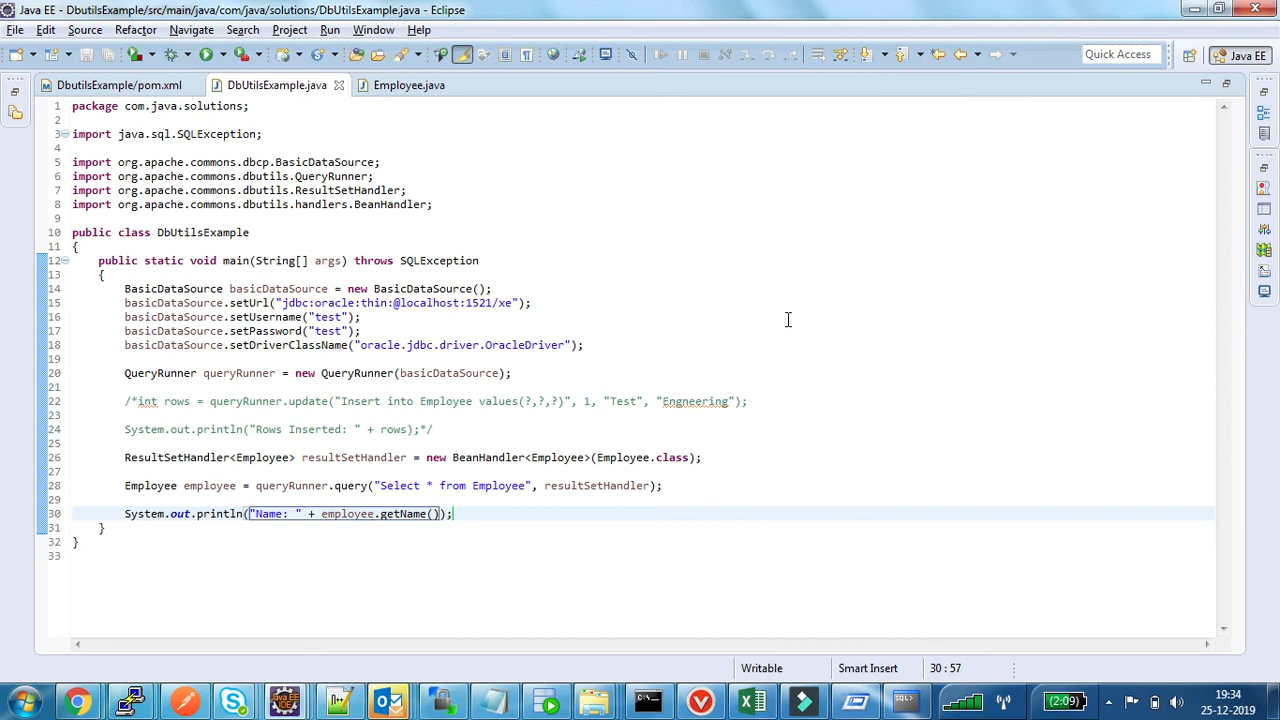 Java EE - DbutilsExample/src/main/java/com/java/solutions/DbUtilsExample.java - Eclipse
File Edit Source Refactor Navigate Search Project Run Window Help
Quick Access
Java EE
DbutilsExample/pom.xml
DbUtilsExample.java
Employee.java
1 package com.java.solutions;
2
3 import java.sql.SQLException;
4
5 import org.apache.commons.dbcp.BasicDataSource;
6 import org.apache.commons.dbutils.QueryRunner;
7 import org.apache.commons.dbutils.ResultSetHandler;
8 import org.apache.commons.dbutils.handlers.BeanHandler;
9
10 public class DbUtilsExample
11 {
12 public static void main(String[] args) throws SQLException
13 {
14 BasicDataSource basicDataSource = new BasicDataSource();
15 basicDataSource.setUrl("jdbc:oracle:thin:@localhost:1521/xe");
16 basicDataSource.setUsername("test");
17 basicDataSource.setPassword("test");
18 basicDataSource.setDriverClassName("oracle.jdbc.driver.OracleDriver");
19
20 QueryRunner queryRunner = new QueryRunner(basicDataSource);
21
22 /*int rows = queryRunner.update("Insert into Employee values(?,?,?)", 1, "Test", "Engneering");
23
24 System.out.println("Rows Inserted: " + rows);*/
25
26 ResultSetHandler<Employee> resultSetHandler = new BeanHandler<Employee>(Employee.class);
27
28 Employee employee = queryRunner.query("Select * from Employee", resultSetHandler);
29
30 System.out.println("Name: " + employee.getName());
31 }
32 }
33
Writable
Smart Insert
30 : 57
(2:09)
19:34
25-12-2019